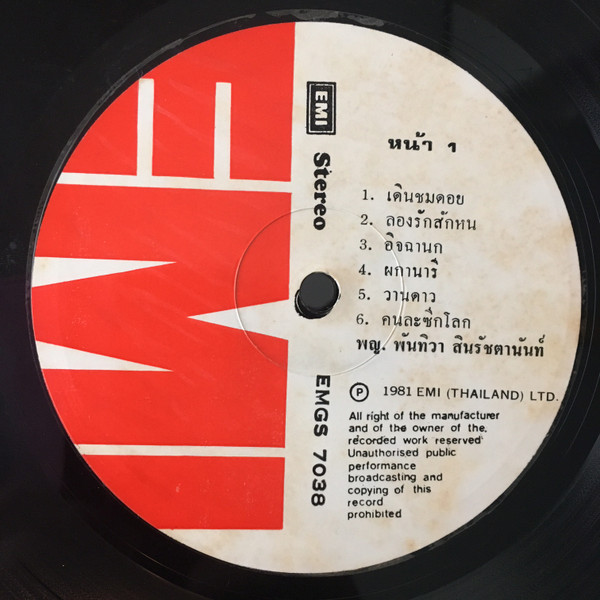 EMI
EMI
Stereo
EMGS 7038
หน้า 1
1. เดินชมดอย
2. ลองรักสักหน
3. อิจฉานก
4. ผกานารี
5. วานดาว
6. คนละซีกโลก
พญ. พันทิวา สินรัชตานันท์
Ⓟ 1981 EMI (THAILAND) LTD.
All right of the manufacturer
and of the owner of the.
recorded work reserved
Unauthorised public
performance
broadcasting and
copying of this
record
prohibited